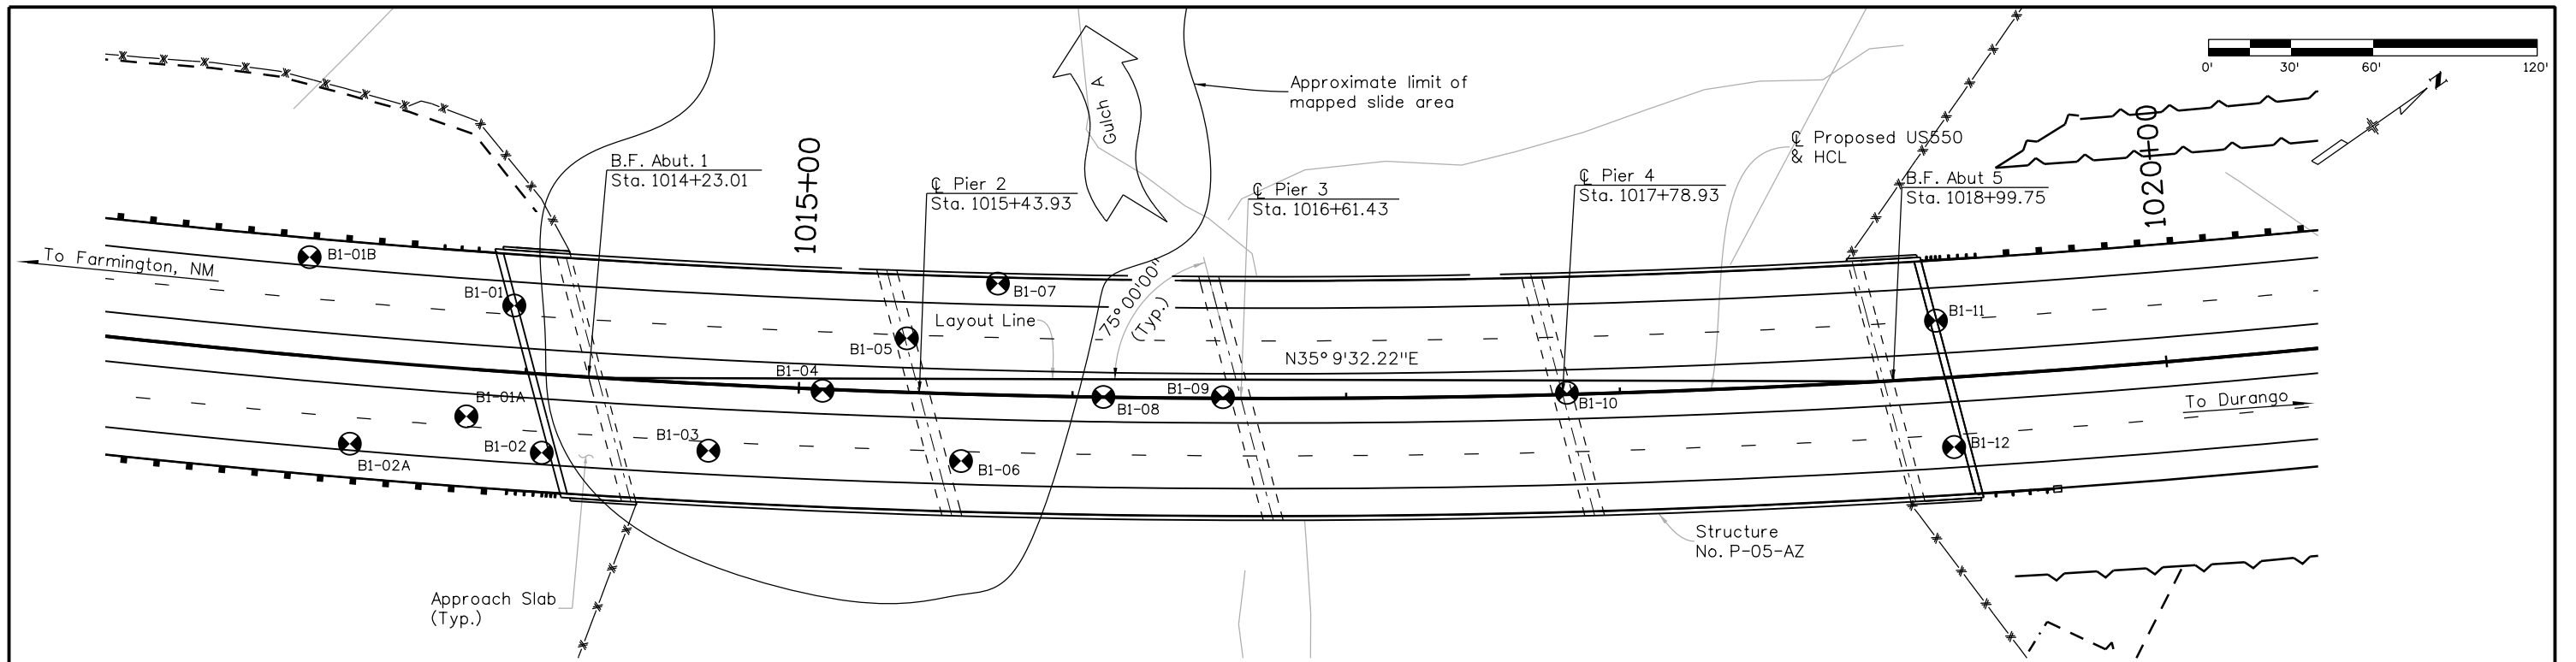 Approximate limit of
mapped slide area
Gulch A
0' 30' 60' 120'
N
℄ Proposed US550
& HCL
1015+00
1020+00
B.F. Abut. 1
Sta. 1014+23.01
℄ Pier 2
Sta. 1015+43.93
℄ Pier 3
Sta. 1016+61.43
℄ Pier 4
Sta. 1017+78.93
B.F. Abut 5
Sta. 1018+99.75
To Farmington, NM
B1-01B
B1-01
B1-07
75°00'00"
(Typ.)
Layout Line
B1-05
B1-11
N35°9'32.22"E
B1-04
B1-01A
B1-08
B1-09
B1-10
To Durango
B1-03
B1-02
B1-02A
B1-06
B1-12
Structure
No. P-05-AZ
Approach Slab
(Typ.)